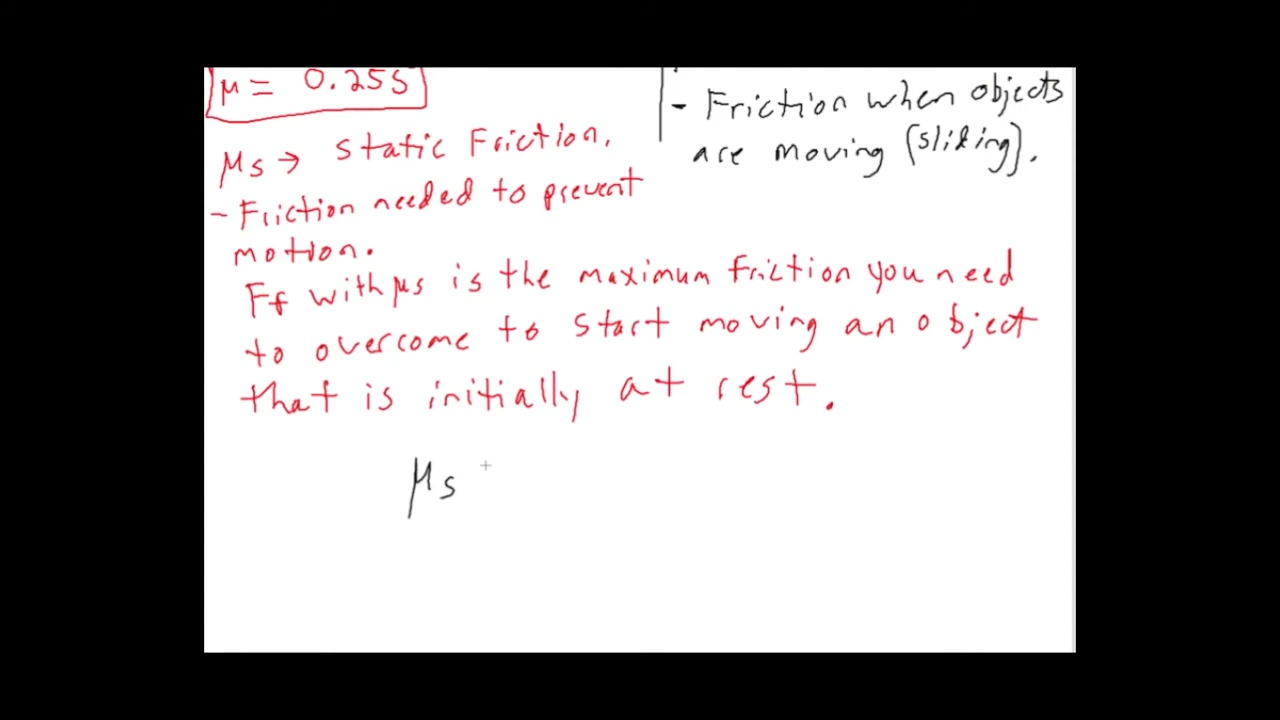 μ = 0.255
μs → Static Friction.
- Friction needed to prevent
motion.
Ff with μs is the maximum friction you need
to overcome to start moving an object
that is initially at rest.
μs
- Friction when objects
are moving (sliding).